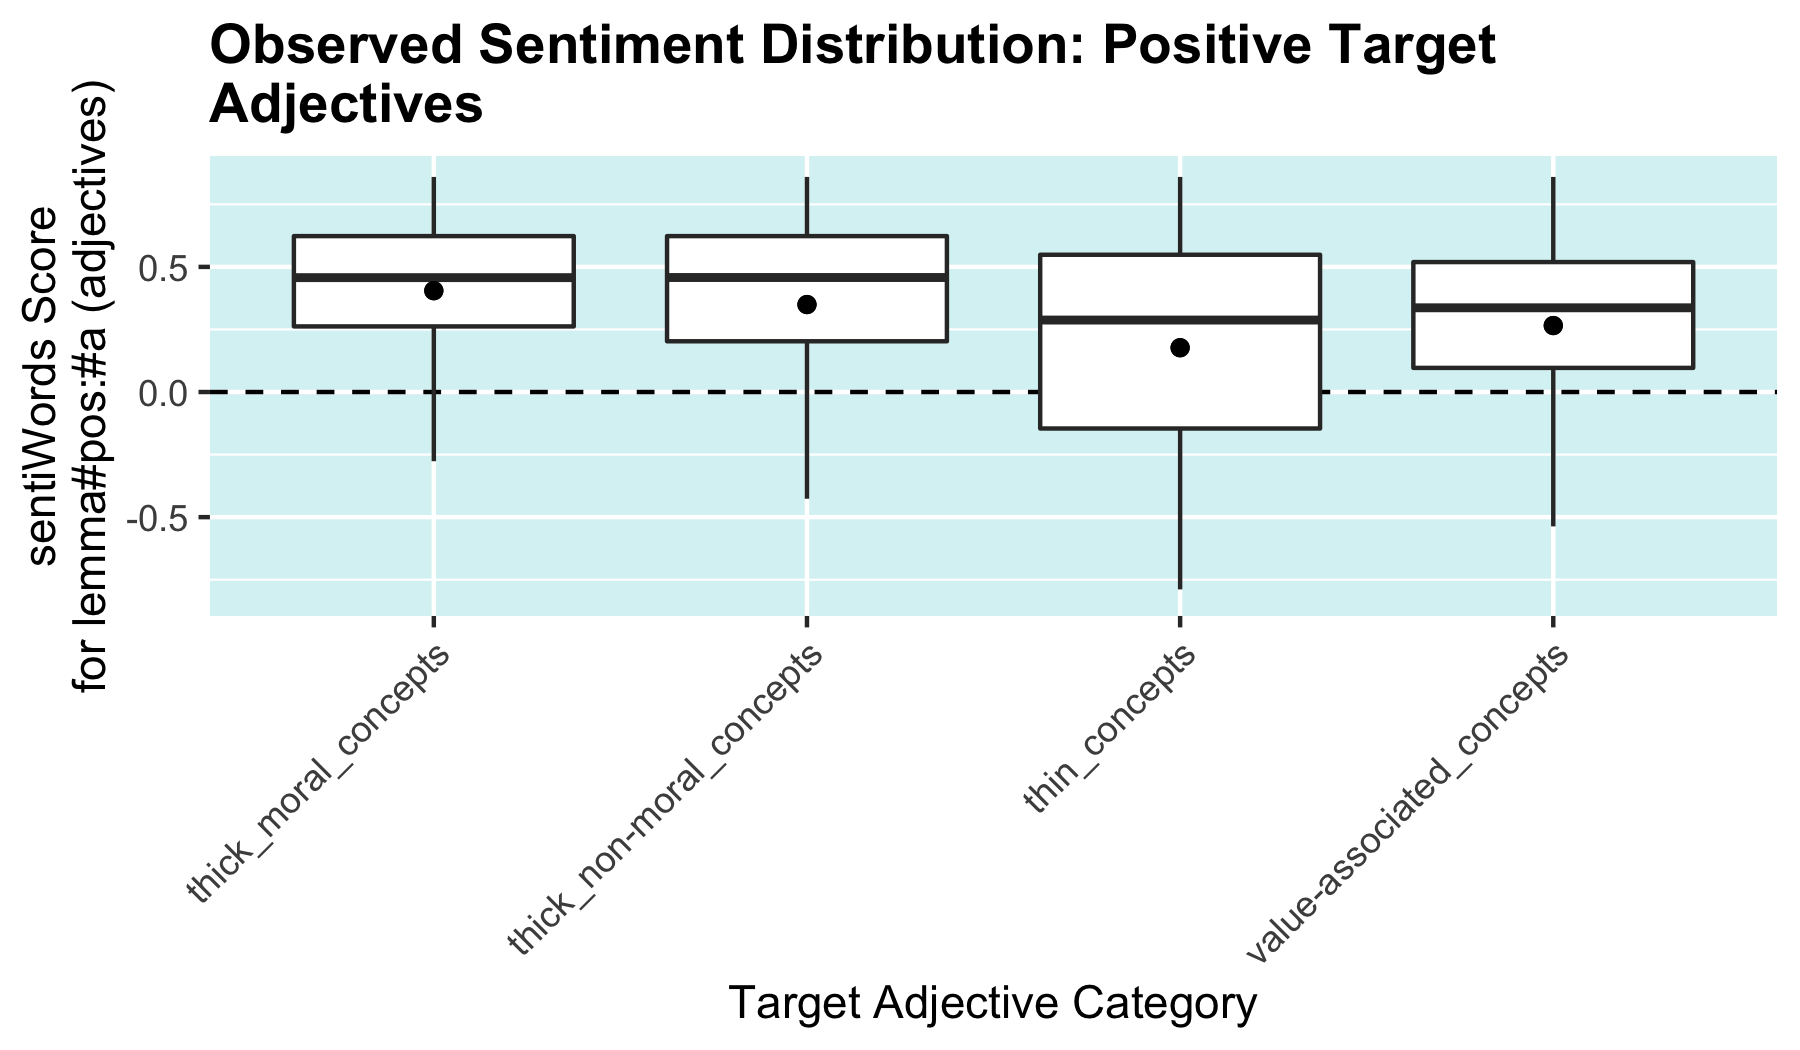 Observed Sentiment Distribution: Positive Target
Adjectives
sentiWords Score
for lemma#pos:#a (adjectives)
0.5
0.0
-0.5
thick_moral_concepts
thick_non-moral_concepts
thin_concepts
value-associated_concepts
Target Adjective Category